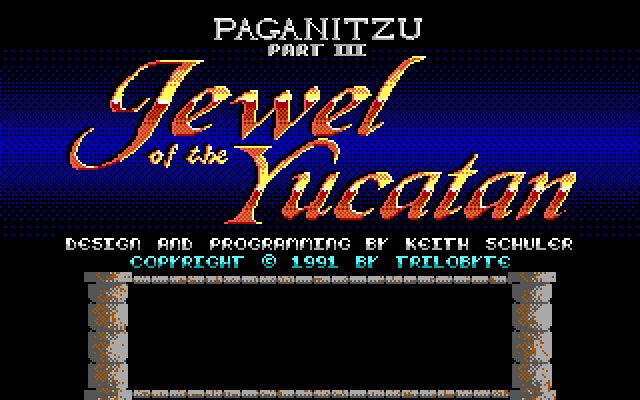 PAGANITZU
PART III
Jewel
of the
Yucatan
DESIGN AND PROGRAMMING BY KEITH SCHULER
COPYRIGHT © 1991 BY TRILOBYTE